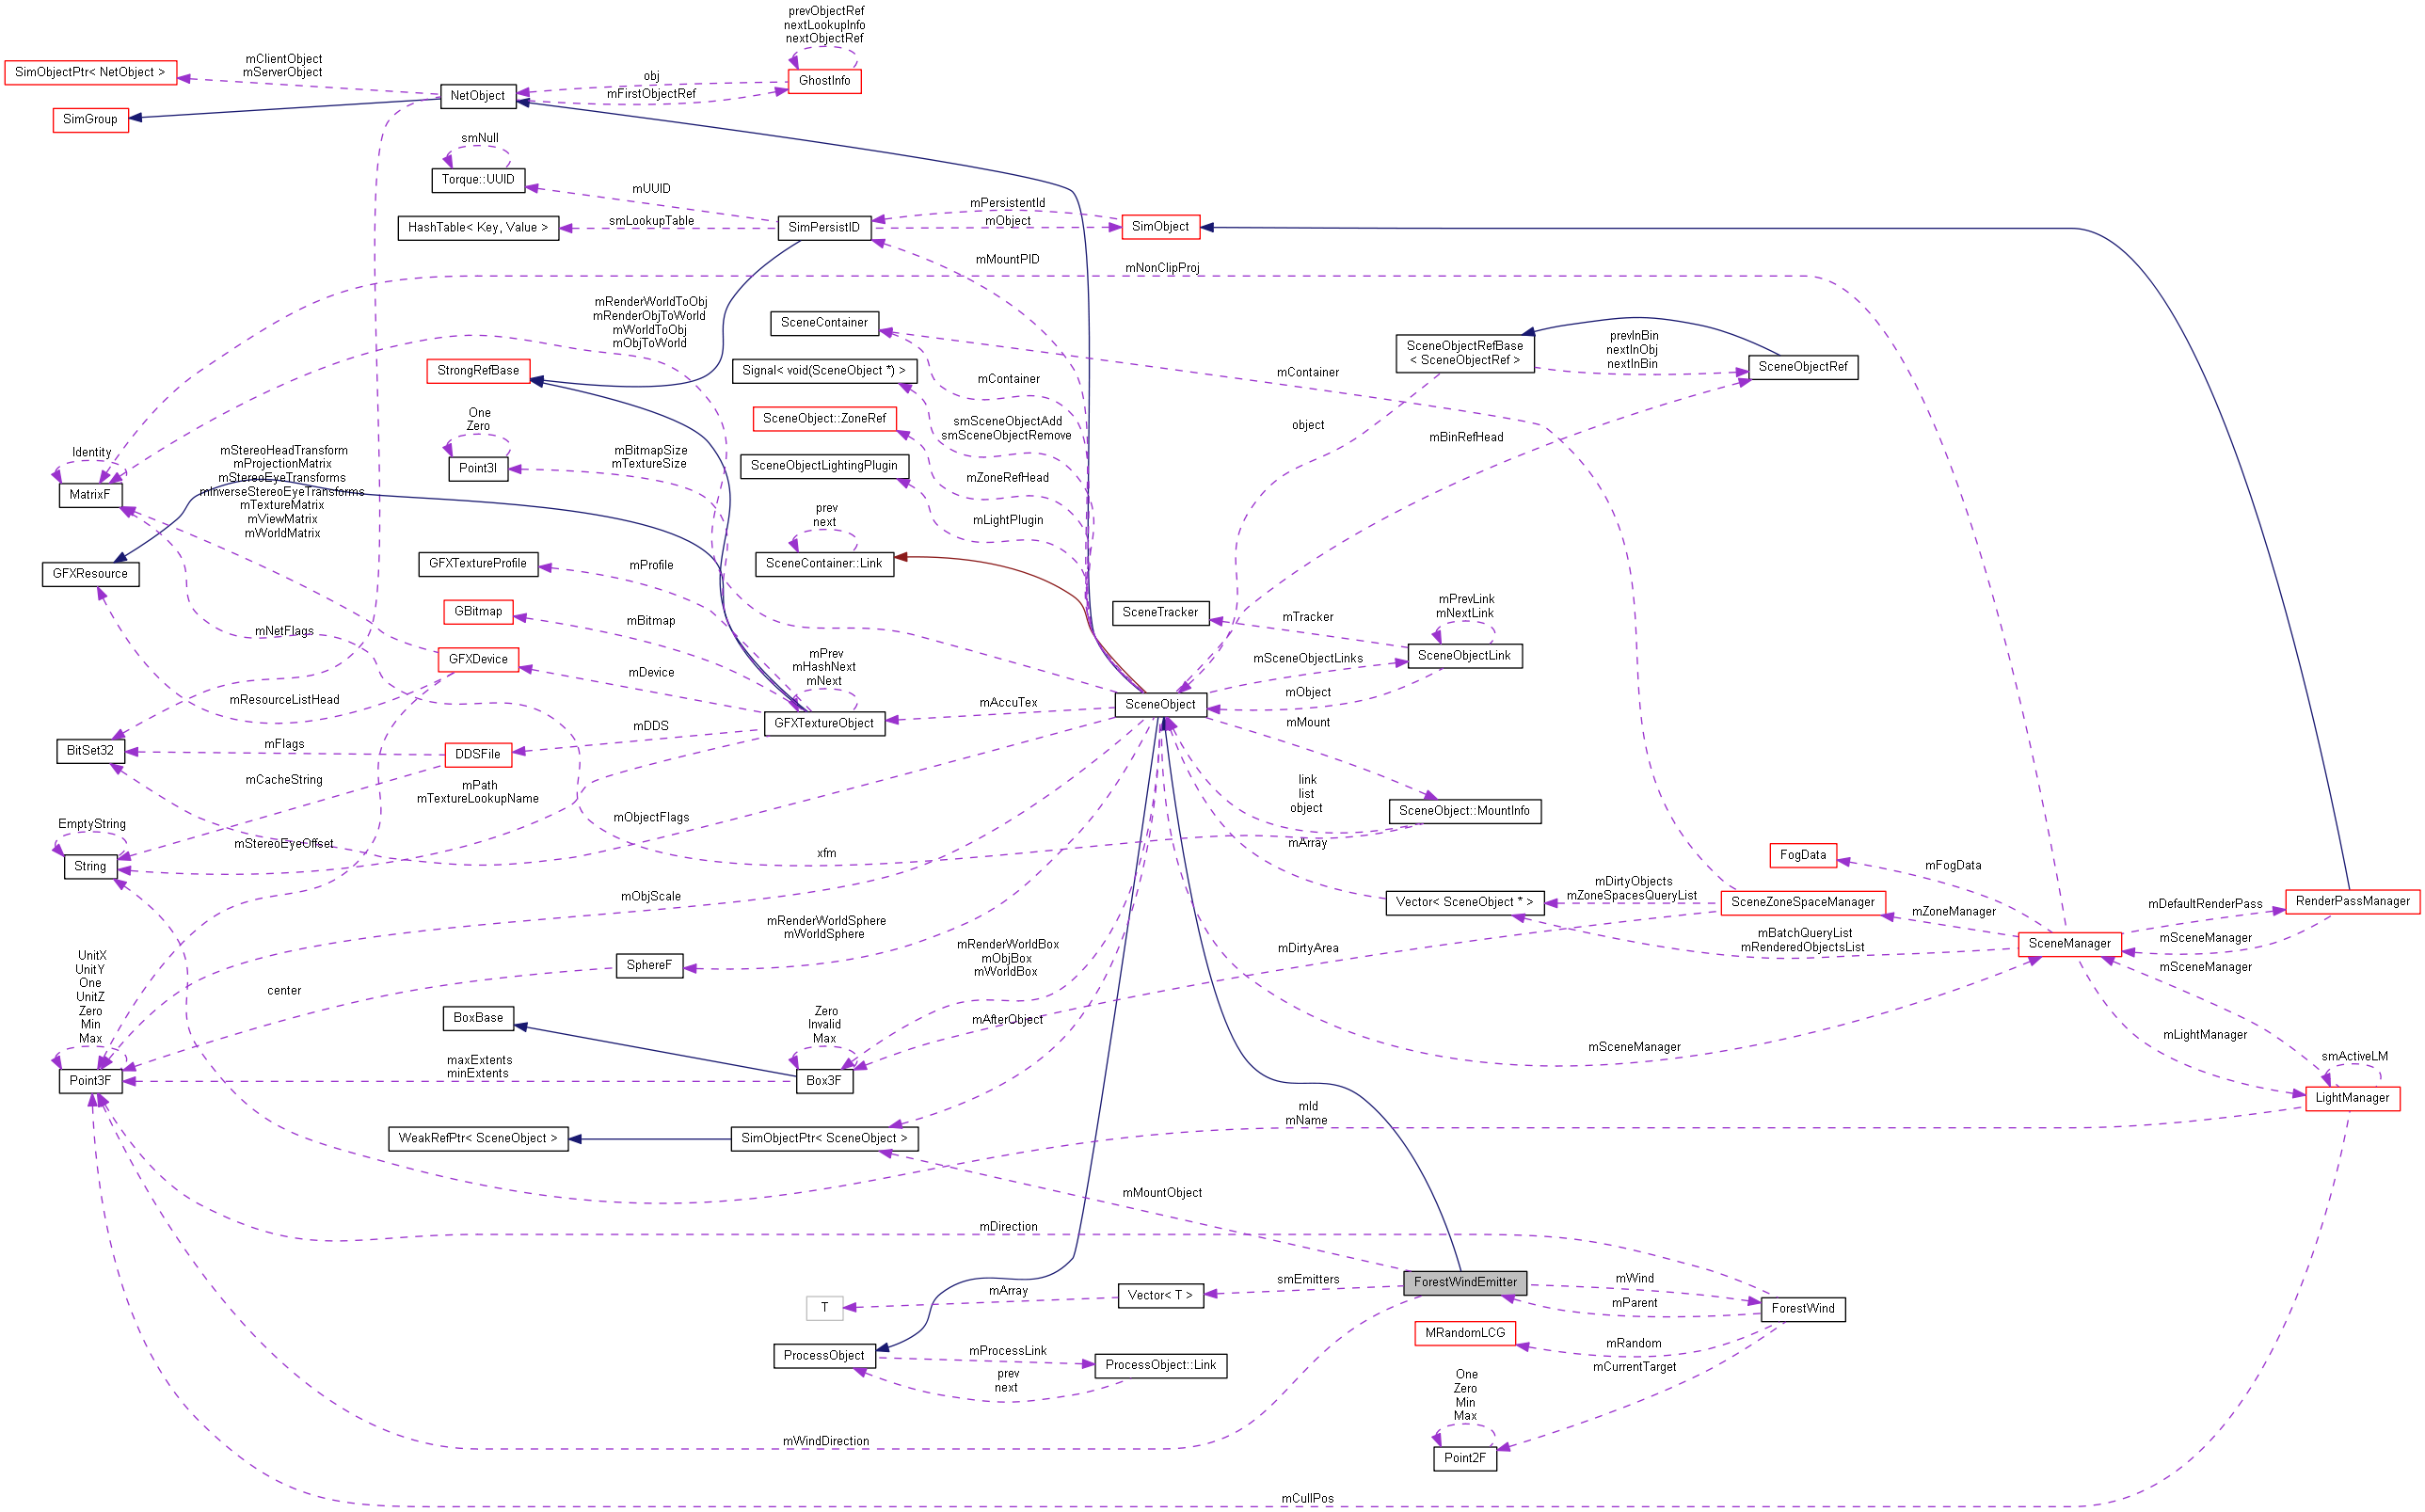 prevObjectRef
nextLookupInfo
nextObjectRef
SimObjectPtr< NetObject >
mClientObject
mServerObject
GhostInfo
obj
mFirstObjectRef
NetObject
SimGroup
smNull
Torque::UUID
mUUID
HashTable< Key, Value >
smLookupTable
SimPersistID
mPersistentId
mObject
SimObject
mMountPID
mNonClipProj
mRenderWorldToObj
mRenderObjToWorld
mWorldToObj
mObjToWorld
SceneContainer
SceneObjectRefBase
< SceneObjectRef >
prevInBin
nextInObj
nextInBin
SceneObjectRef
StrongRefBase
Signal< void(SceneObject *) >
mContainer
mContainer
One
Zero
SceneObject::ZoneRef
smSceneObjectAdd
smSceneObjectRemove
object
mBinRefHead
Identity
mStereoHeadTransform
mProjectionMatrix
mStereoEyeTransforms
mInverseStereoEyeTransforms
mTextureMatrix
mViewMatrix
mWorldMatrix
Point3I
mBitmapSize
mTextureSize
SceneObjectLightingPlugin
mZoneRefHead
MatrixF
prev
next
mLightPlugin
GFXResource
GFXTextureProfile
mProfile
SceneContainer::Link
GBitmap
mBitmap
SceneTracker
mTracker
mPrevLink
mNextLink
mNetFlags
GFXDevice
mPrev
mHashNext
mNext
mSceneObjectLinks
SceneObjectLink
mResourceListHead
mDevice
mAccuTex
SceneObject
mObject
GFXTextureObject
mMount
BitSet32
mFlags
DDSFile
mDDS
mCacheString
mPath
mTextureLookupName
link
list
object
SceneObject::MountInfo
EmptyString
mObjectFlags
mStereoEyeOffset
xfm
mArray
FogData
mFogData
String
mObjScale
mDirtyObjects
mZoneSpacesQueryList
SceneZoneSpaceManager
Vector< SceneObject * >
mZoneManager
mDefaultRenderPass
RenderPassManager
mRenderWorldSphere
mWorldSphere
mRenderWorldBox
mObjBox
mWorldBox
mDirtyArea
mBatchQueryList
mRenderedObjectsList
SceneManager
mSceneManager
UnitX
UnitY
One
UnitZ
Zero
Min
Max
center
SphereF
mSceneManager
BoxBase
Zero
Invalid
Max
mAfterObject
mSceneManager
mLightManager
smActiveLM
Point3F
maxExtents
minExtents
Box3F
LightManager
mId
mName
WeakRefPtr< SceneObject >
SimObjectPtr< SceneObject >
mMountObject
mDirection
T
mArray
Vector< T >
smEmitters
ForestWindEmitter
mWind
mParent
ForestWind
MRandomLCG
mRandom
mCurrentTarget
ProcessObject
mProcessLink
ProcessObject::Link
prev
next
One
Zero
Min
Max
mWindDirection
Point2F
mCullPos